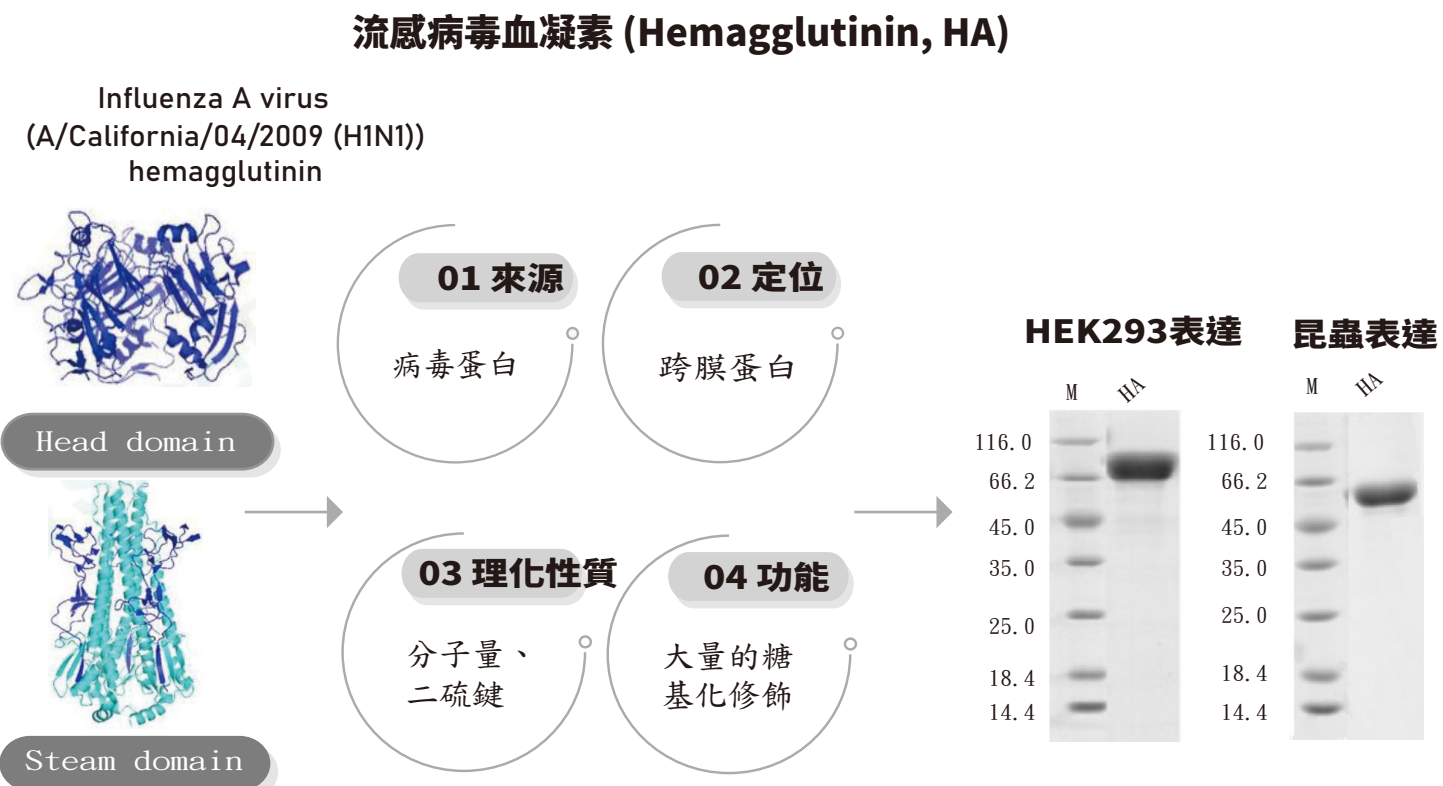 流感病毒血凝素 (Hemagglutinin, HA)
Influenza A virus
(A/California/04/2009 (H1N1))
hemagglutinin
Head domain
Steam domain
01 來源
病毒蛋白
02 定位
跨膜蛋白
03 理化性質
分子量、
二硫鍵
04 功能
大量的糖
基化修飾
HEK293表達
M HA
116.0
66.2
45.0
35.0
25.0
18.4
14.4
昆蟲表達
M HA
116.0
66.2
45.0
35.0
25.0
18.4
14.4